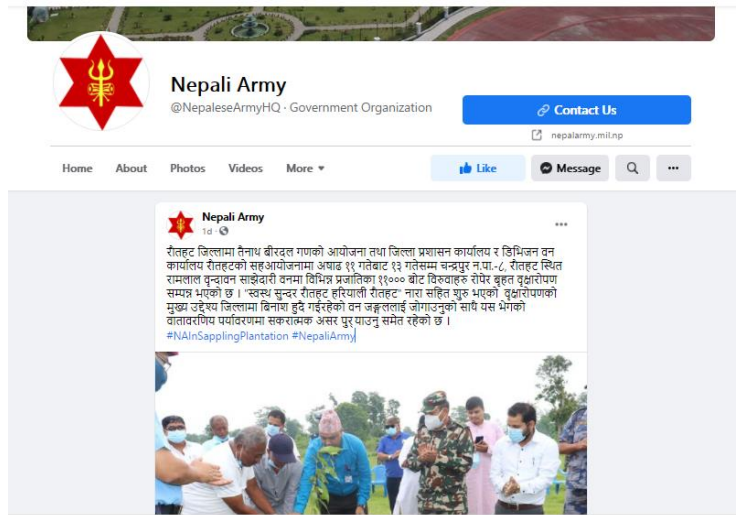 Nepali Army
@NepaleseArmyHQ · Government Organization
Contact Us
nepalarmy.mil.np
Home About Photos Videos More
Like Message
Nepali Army
1d
रौतहट जिल्लामा तैनाथ बीरदल गणको आयोजना तथा जिल्ला प्रशासन कार्यालय र डिभिजन वन
कार्यालय रौतहटको सहआयोजनामा अषाढ ११ गतेबाट १३ गतेसम्म चन्द्रपुर न.पा.-८, रौतहट स्थित
रामलाल वृन्दावन साझेदारी वनमा विभिन्न प्रजातिका ११००० बोट विरुवाहरु रोपेर बृहत वृक्षारोपण
सम्पन्न भएको छ । "स्वस्थ सुन्दर रौतहट हरियाली रौतहट" नारा सहित शुरु भएको वृक्षारोपणको
मुख्य उद्देश्य जिल्लामा बिनाश हुदै गईरहेको वन जङ्गललाई जोगाउनुको साथै यस भेगको
वातावरणिय पर्यावरणमा सकरात्मक असर पुर्‍याउनु समेत रहेको छ ।
#NAInSapplingPlantation #NepaliArmy